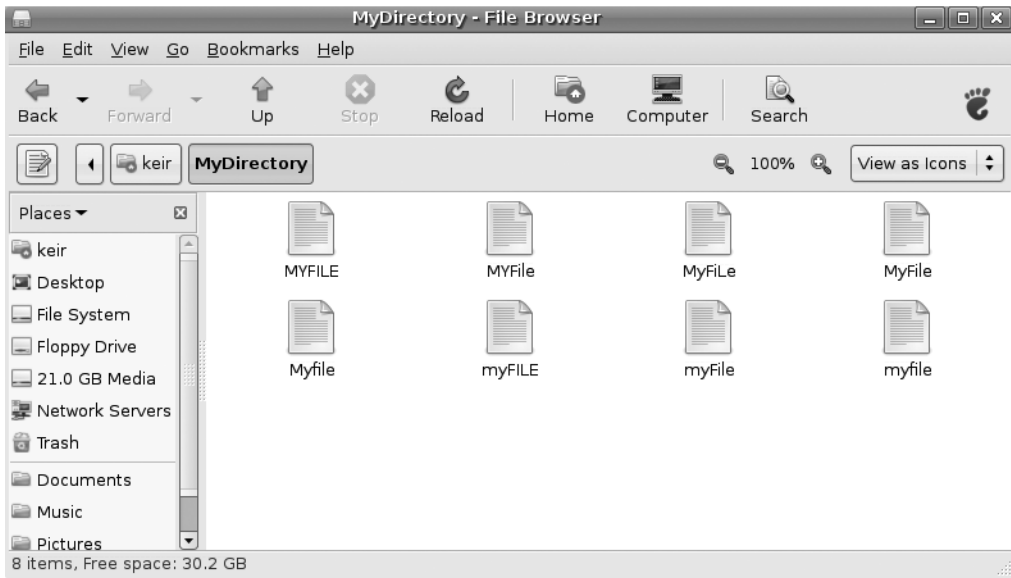 MyDirectory - File Browser
File Edit View Go Bookmarks Help
Back Forward Up Stop Reload Home Computer Search
keir MyDirectory 100% View as Icons
Places
keir
Desktop
File System
Floppy Drive
21.0 GB Media
Network Servers
Trash
Documents
Music
Pictures
MYFILE MYFile MyFiLe MyFile
Myfile myFILE myFile myfile
8 items, Free space: 30.2 GB